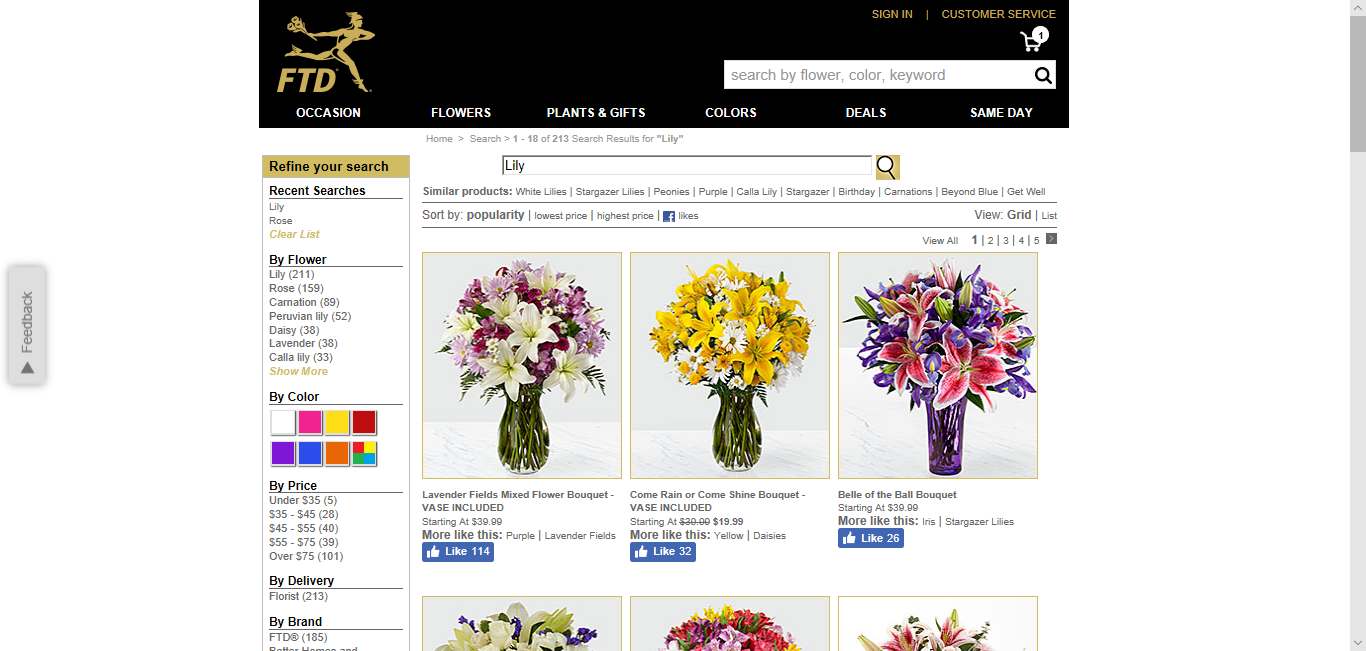 SIGN IN | CUSTOMER SERVICE
1
FTD
search by flower, color, keyword
OCCASION FLOWERS PLANTS & GIFTS COLORS DEALS SAME DAY
Home > Search > 1 - 18 of 213 Search Results for "Lily"
Refine your search
Recent Searches
Lily
Rose
Clear List
By Flower
Lily (211)
Rose (159)
Carnation (89)
Peruvian lily (52)
Daisy (38)
Lavender (38)
Calla lily (33)
Show More
By Color
By Price
Under $35 (5)
$35 - $45 (28)
$45 - $55 (40)
$55 - $75 (39)
Over $75 (101)
By Delivery
Florist (213)
By Brand
FTD® (185)
Better Homes and
Feedback
Lily
Similar products: White Lilies | Stargazer Lilies | Peonies | Purple | Calla Lily | Stargazer | Birthday | Carnations | Beyond Blue | Get Well
Sort by: popularity | lowest price | highest price | f likes
View: Grid | List
View All 1 | 2 | 3 | 4 | 5 >
Lavender Fields Mixed Flower Bouquet -
VASE INCLUDED
Starting At $39.99
More like this: Purple | Lavender Fields
Like 114
Come Rain or Come Shine Bouquet -
VASE INCLUDED
Starting At $39.99 $19.99
More like this: Yellow | Daisies
Like 32
Belle of the Ball Bouquet
Starting At $39.99
More like this: Iris | Stargazer Lilies
Like 26